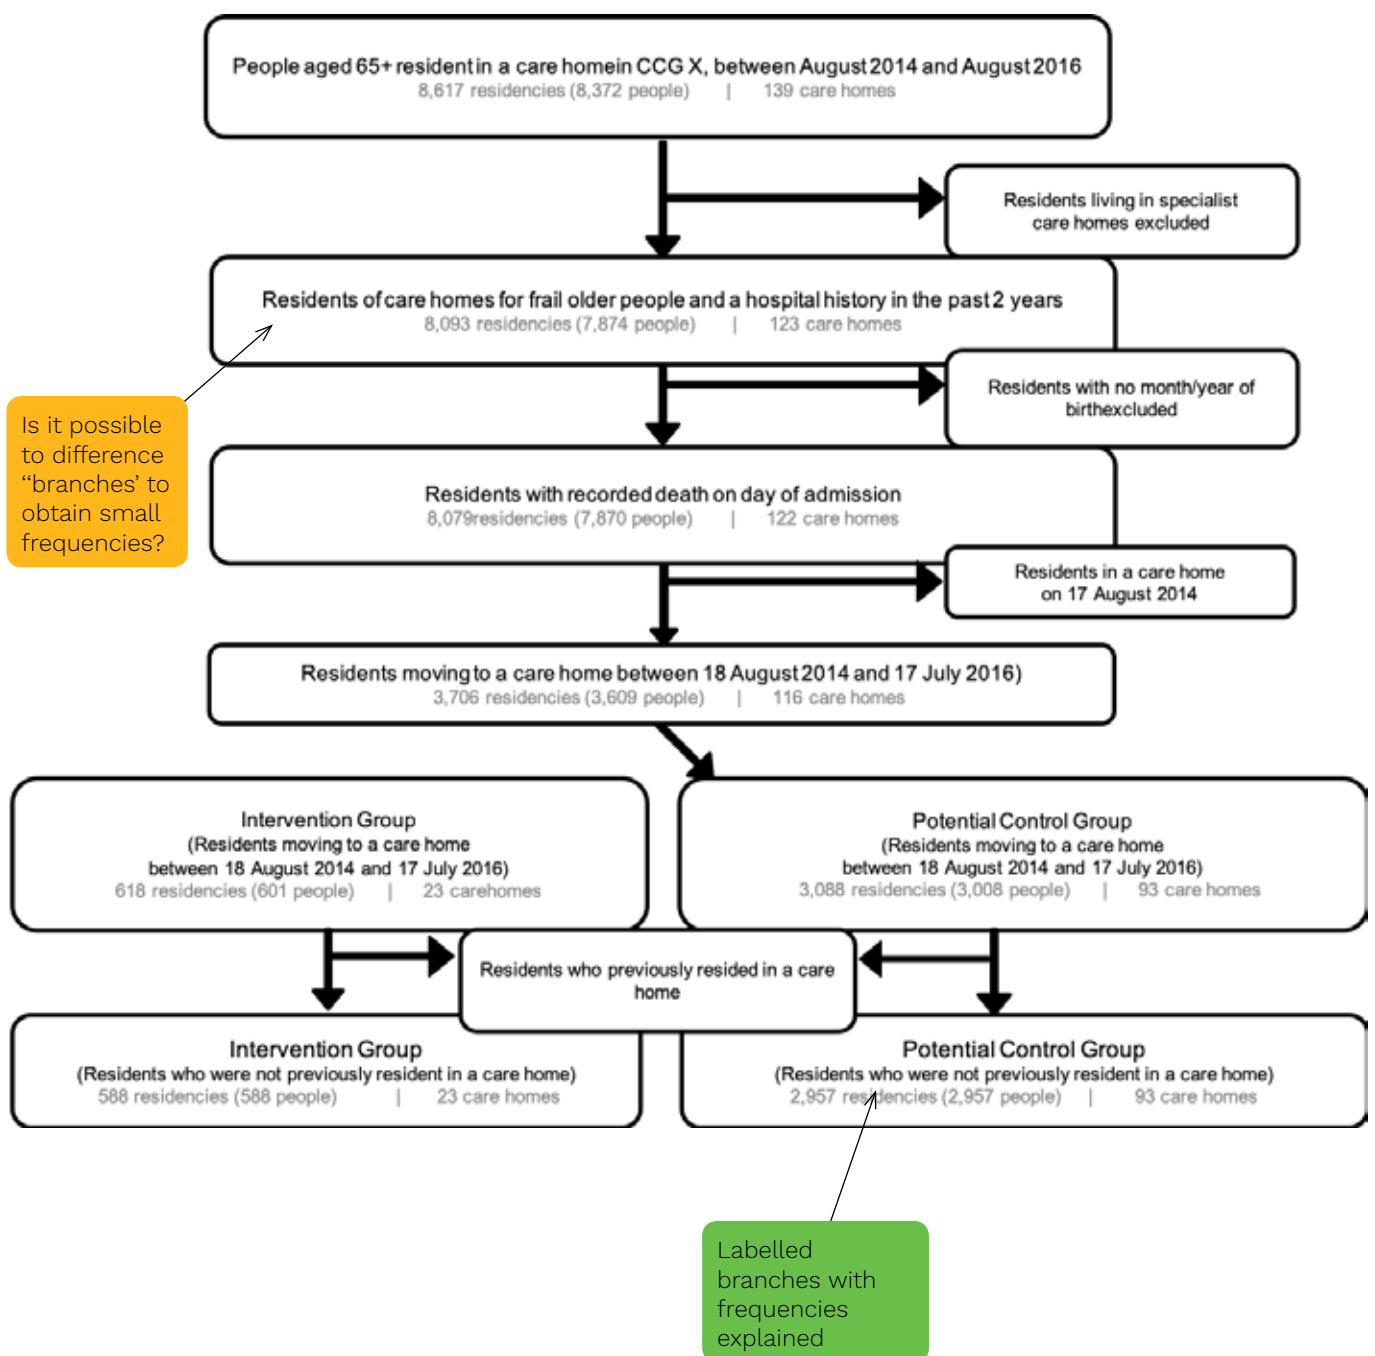 People aged 65+ resident in a care homein CCG X, between August 2014 and August 2016
8,617 residencies (8,372 people) | 139 care homes
Residents living in specialist
care homes excluded
Residents of care homes for frail older people and a hospital history in the past 2 years
8,093 residencies (7,874 people) | 123 care homes
Residents with no month/year of
birthexcluded
Is it possible
to difference
“branches’ to
obtain small
frequencies?
Residents with recorded death on day of admission
8,079residencies (7,870 people) | 122 care homes
Residents in a care home
on 17 August 2014
Residents moving to a care home between 18 August 2014 and 17 July 2016)
3,706 residencies (3,609 people) | 116 care homes
Intervention Group
(Residents moving to a care home
between 18 August 2014 and 17 July 2016)
618 residencies (601 people) | 23 carehomes
Potential Control Group
(Residents moving to a care home
between 18 August 2014 and 17 July 2016)
3,088 residencies (3,008 people) | 93 care homes
Residents who previously resided in a care
home
Intervention Group
(Residents who were not previously resident in a care home)
588 residencies (588 people) | 23 care homes
Potential Control Group
(Residents who were not previously resident in a care home)
2,957 residencies (2,957 people) | 93 care homes
Labelled
branches with
frequencies
explained